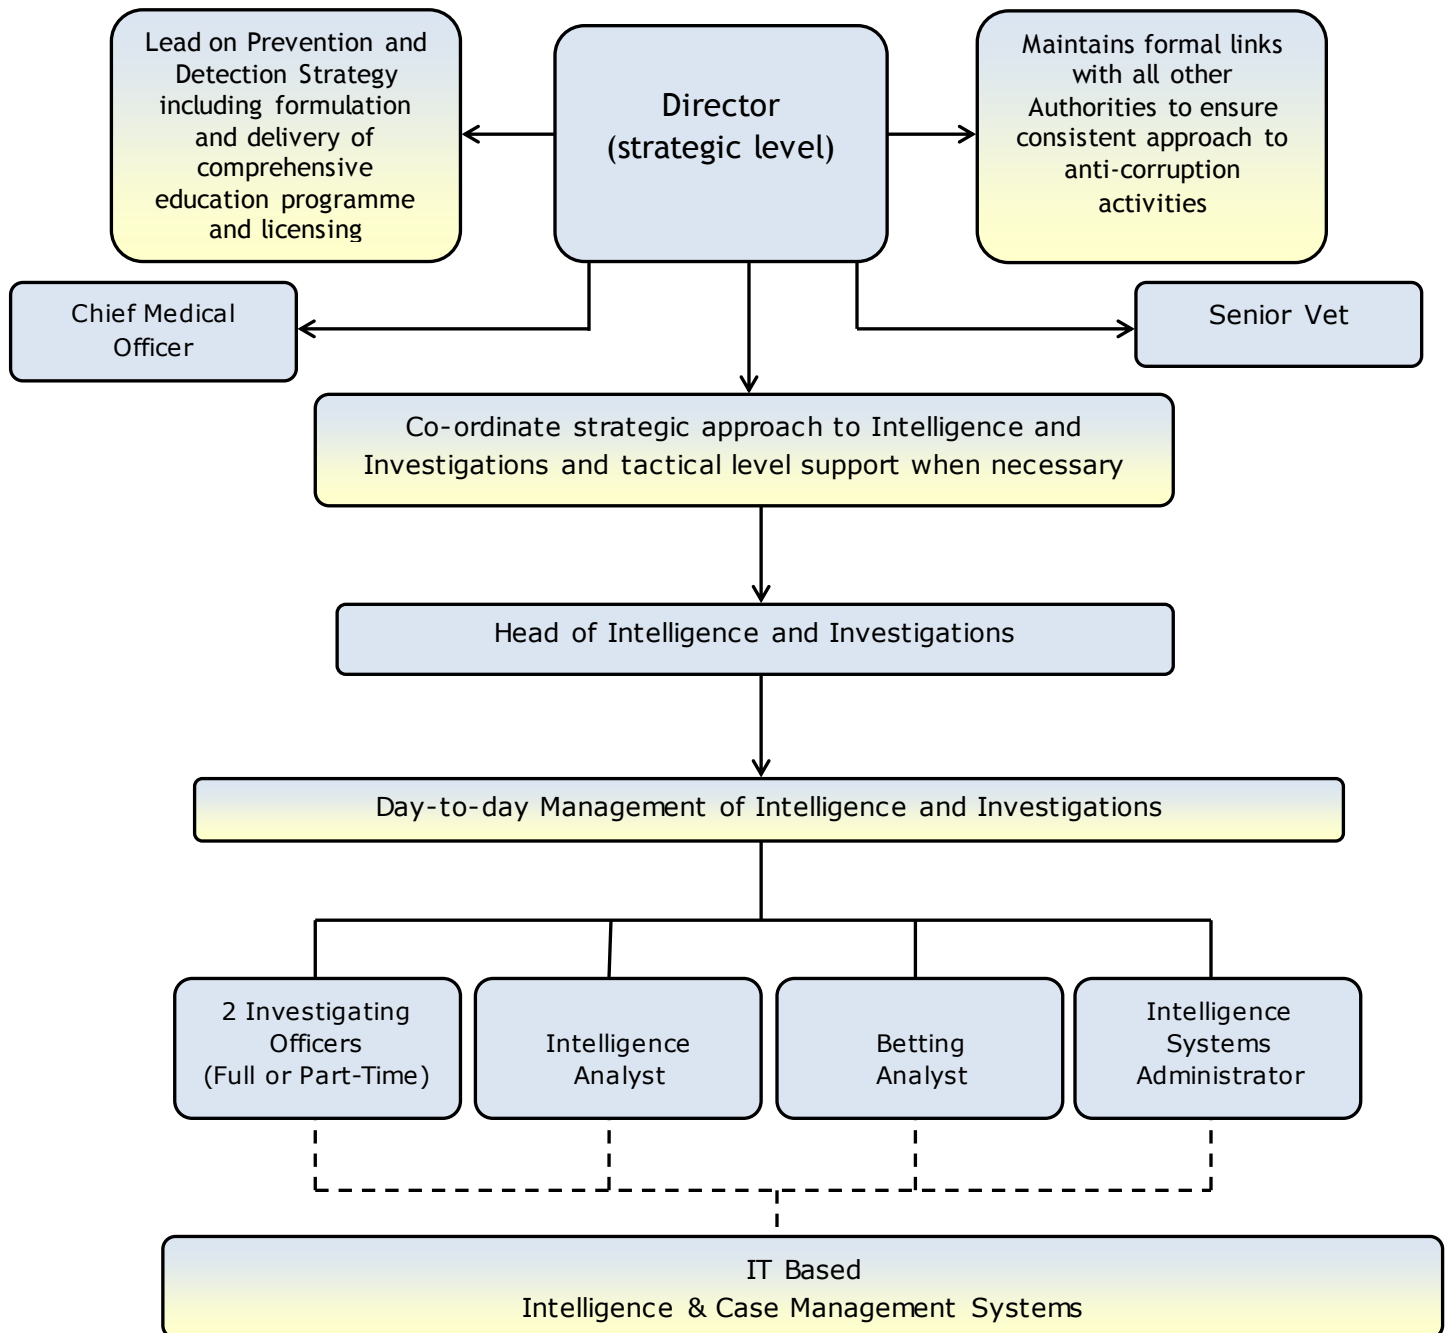 Lead on Prevention and
Detection Strategy
including formulation
and delivery of
comprehensive
education programme
and licensing
Director
(strategic level)
Maintains formal links
with all other
Authorities to ensure
consistent approach to
anti-corruption
activities
Chief Medical
Officer
Senior Vet
Co-ordinate strategic approach to Intelligence and
Investigations and tactical level support when necessary
Head of Intelligence and Investigations
Day-to-day Management of Intelligence and Investigations
2 Investigating
Officers
(Full or Part-Time)
Intelligence
Analyst
Betting
Analyst
Intelligence
Systems
Administrator
IT Based
Intelligence & Case Management Systems